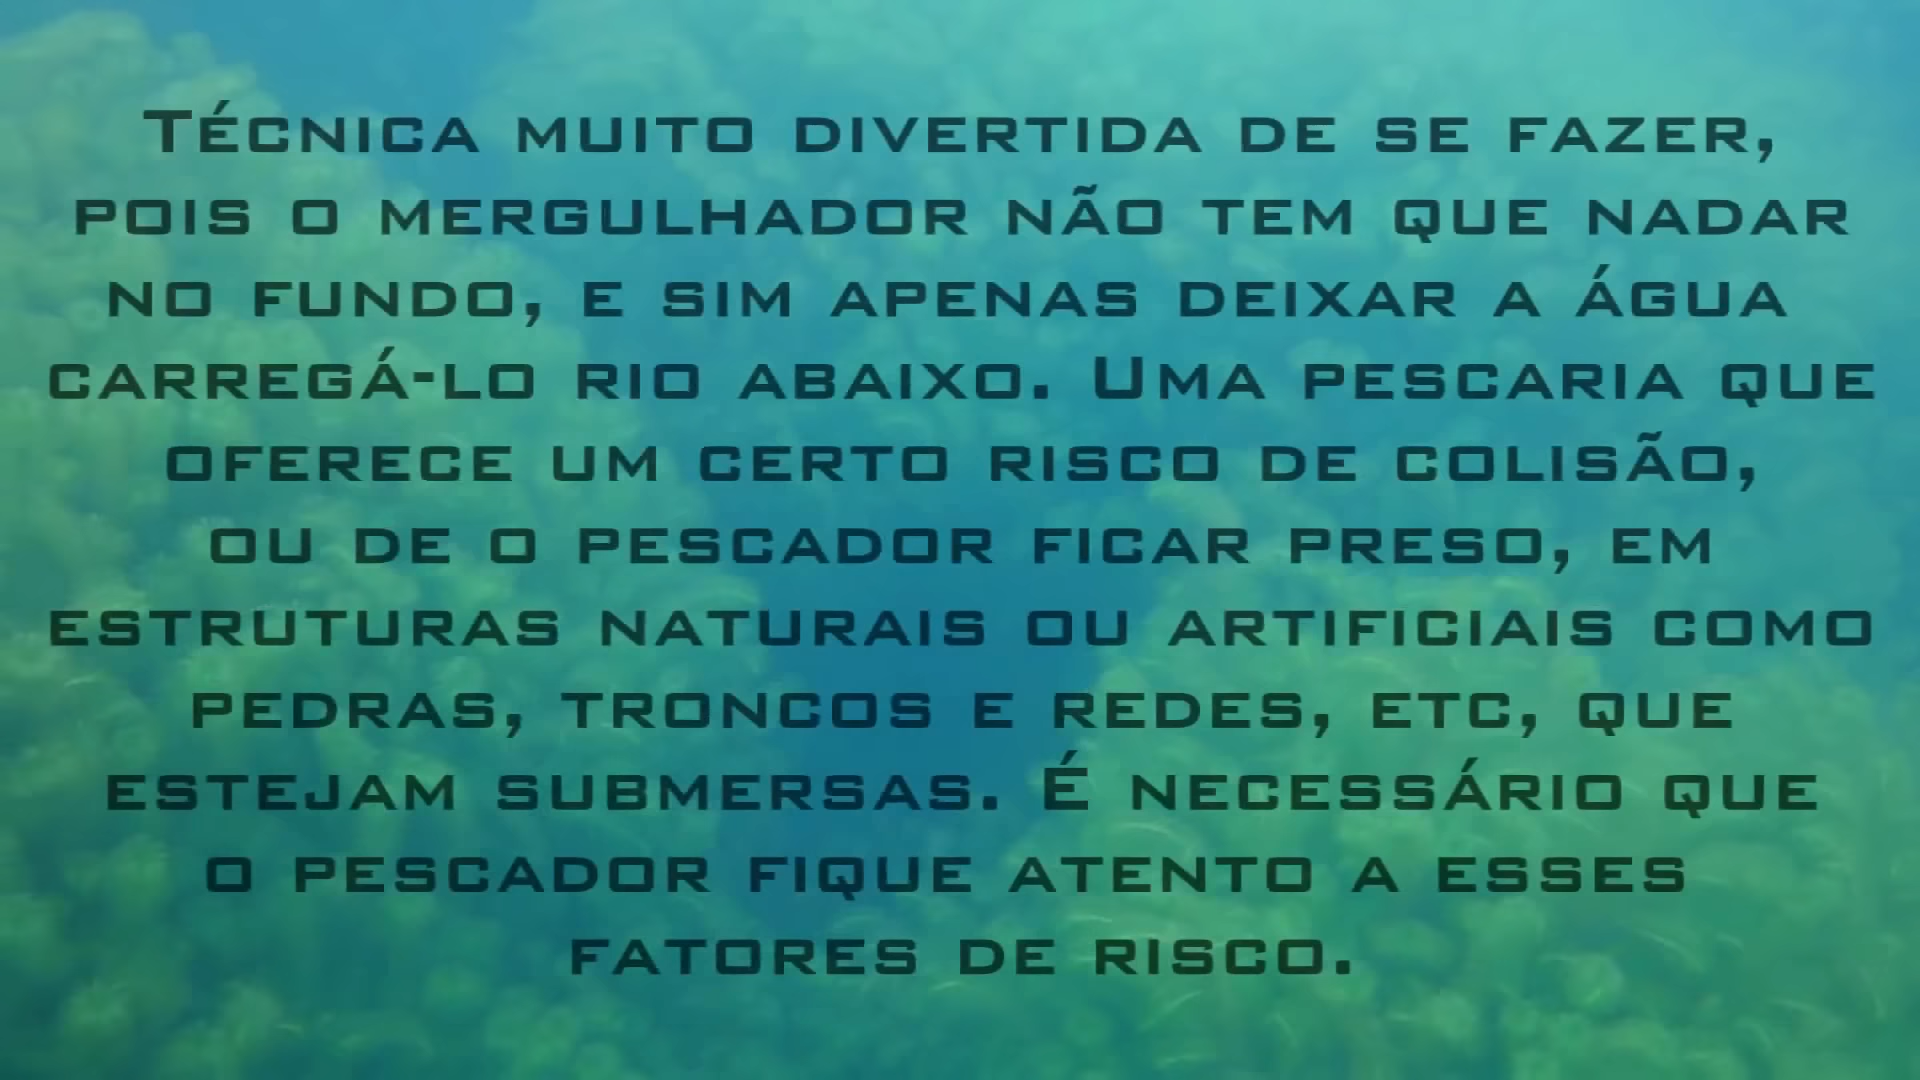 Técnica muito divertida de se fazer,
pois o mergulhador não tem que nadar
no fundo, e sim apenas deixar a água
carregá-lo rio abaixo. Uma pescaria que
oferece um certo risco de colisão,
ou de o pescador ficar preso, em
estruturas naturais ou artificiais como
pedras, troncos e redes, etc, que
estejam submersas. É necessário que
o pescador fique atento a esses
fatores de risco.